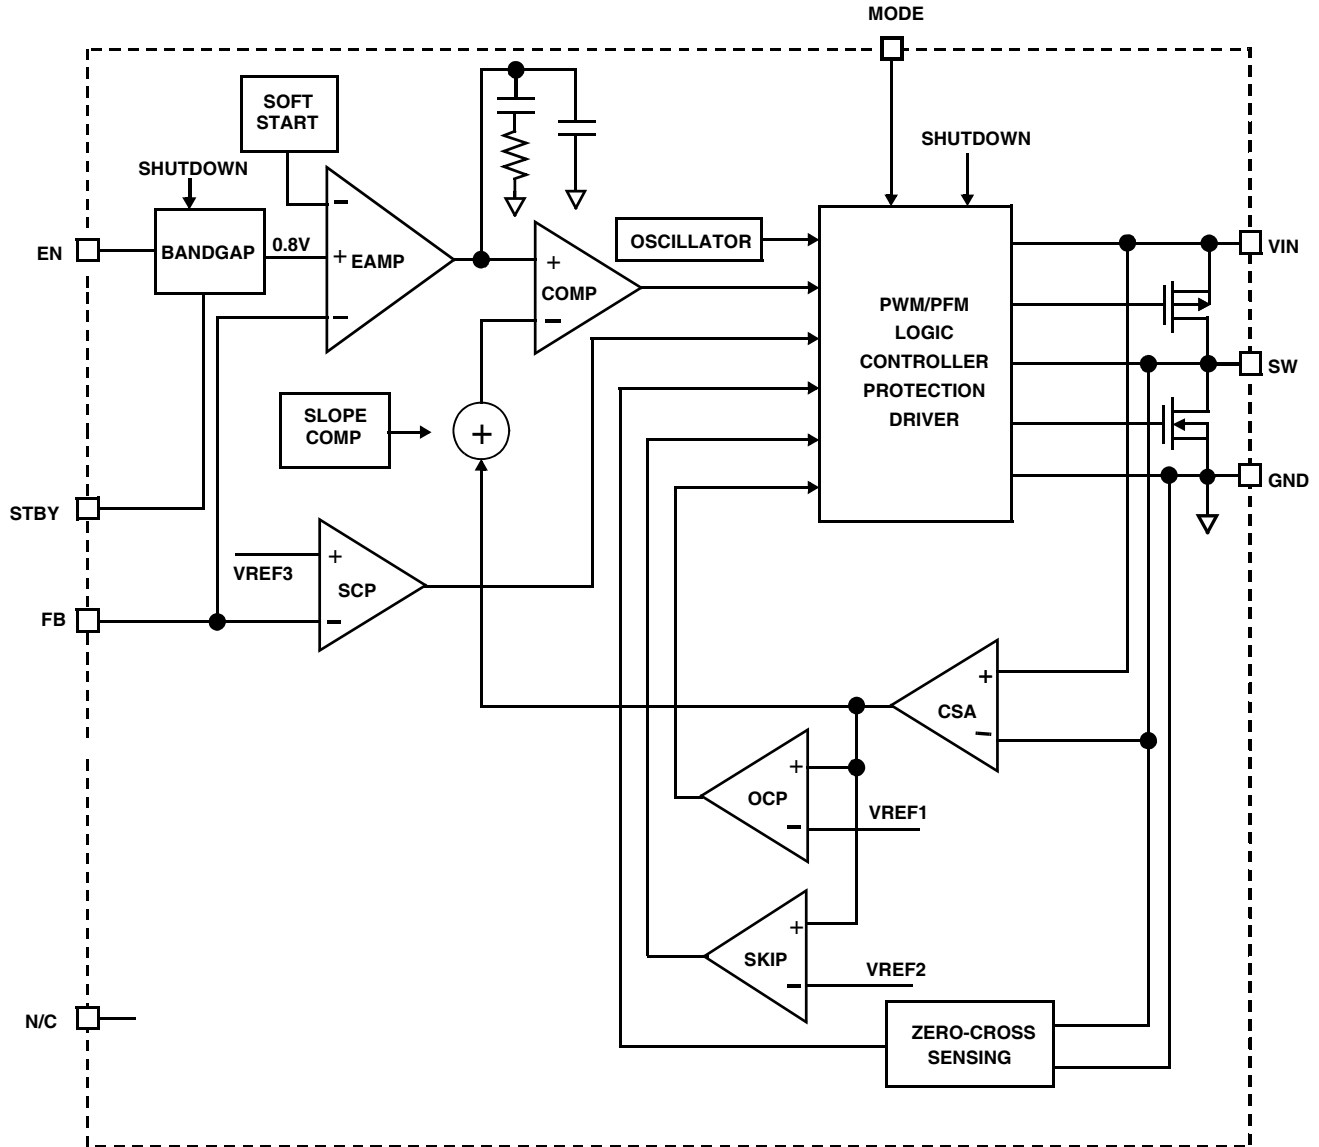 MODE
SOFT
START
SHUTDOWN
SHUTDOWN
EN
BANDGAP
0.8V
−
+
EAMP
−
+
COMP
−
OSCILLATOR
PWM/PFM
LOGIC
CONTROLLER
PROTECTION
DRIVER
VIN
SW
GND
SLOPE
COMP
+
STBY
VREF3
+
SCP
−
FB
+
CSA
−
+
OCP
−
VREF1
+
SKIP
−
VREF2
N/C
ZERO-CROSS
SENSING